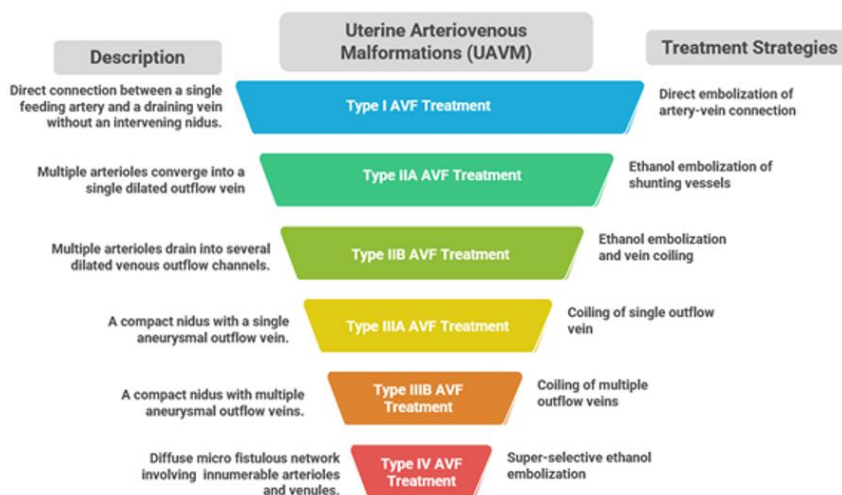 Description
Uterine Arteriovenous
Malformations (UAVM)
Treatment Strategies
Direct connection between a single
feeding artery and a draining vein
without an intervening nidus.
Type I AVF Treatment
Direct embolization of
artery-vein connection
Multiple arterioles converge into a
single dilated outflow vein
Type IIA AVF Treatment
Ethanol embolization of
shunting vessels
Multiple arterioles drain into several
dilated venous outflow channels.
Type IIB AVF Treatment
Ethanol embolization
and vein coiling
A compact nidus with a single
aneurysmal outflow vein.
Type IIIA AVF Treatment
Coiling of single outflow
vein
A compact nidus with multiple
aneurysmal outflow veins.
Type IIIB AVF
Treatment
Coiling of multiple
outflow veins
Diffuse micro fistulous network
involving innumerable arterioles
and venules.
Type IV AVF
Treatment
Super-selective ethanol
embolization